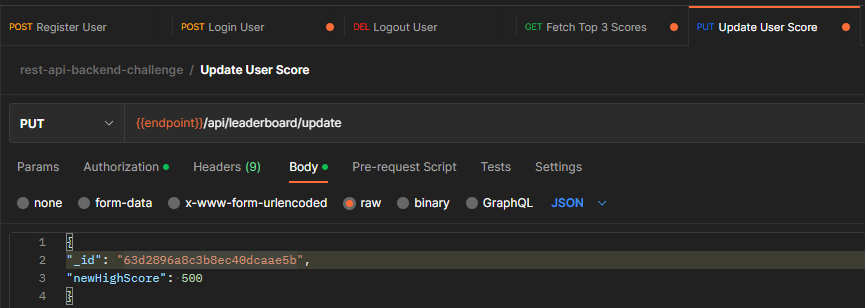 POST Register User POST Login User DEL Logout User GET Fetch Top 3 Scores PUT Update User Score
rest-api-backend-challenge / Update User Score
PUT {{endpoint}}/api/leaderboard/update
Params Authorization Headers (9) Body Pre-request Script Tests Settings
none form-data x-www-form-urlencoded raw binary GraphQL JSON
1 {
2 "_id": "63d2896a8c3b8ec40dcaae5b",
3 "newHighScore": 500
4 }